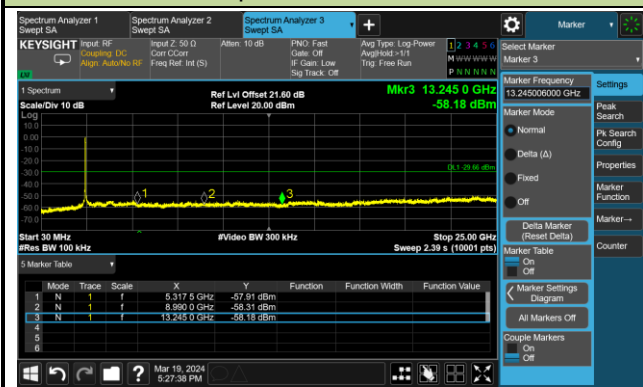 Spectrum Analyzer 1
Swept SA
Spectrum Analyzer 2
Swept SA
Spectrum Analyzer 3
Swept SA
+
Marker
KEYSIGHT
LXI
Input: RF
Coupling: DC
Align: Auto/No RF
Input Z: 50 Ω
Corr CCorr
Freq Ref: Int (S)
Atten: 10 dB
PNO: Fast
Gate: Off
IF Gain: Low
Sig Track: Off
Avg Type: Log-Power
Avg|Hold:>1/1
Trig: Free Run
1 2 3 4 5 6
M W W W W W
P N N N N N
Select Marker
Marker 3
1 Spectrum
Scale/Div 10 dB
Ref Lvl Offset 21.60 dB
Ref Level 20.00 dBm
Mkr3 13.245 0 GHz
-58.18 dBm
Log
10.0
0.00
-10.0
-20.0
-30.0
-40.0
-50.0
-60.0
-70.0
DL1 -29.66 dBm
1
2
3
Start 30 MHz
#Res BW 100 kHz
#Video BW 300 kHz
Stop 25.00 GHz
Sweep 2.39 s (10001 pts)
5 Marker Table
Mode Trace Scale X Y Function Function Width Function Value
1 N 1 f 5.317 5 GHz -57.91 dBm
2 N 1 f 8.990 0 GHz -58.31 dBm
3 N 1 f 13.245 0 GHz -58.18 dBm
4
5
6
Marker Frequency
13.245006000 GHz
Marker Mode
Normal
Delta (Δ)
Fixed
Off
Delta Marker
(Reset Delta)
Marker Table
On
Off
Marker Settings
Diagram
All Markers Off
Couple Markers
On
Off
Settings
Peak
Search
Pk Search
Config
Properties
Marker
Function
Marker→
Counter
?
Mar 19, 2024
5:27:38 PM